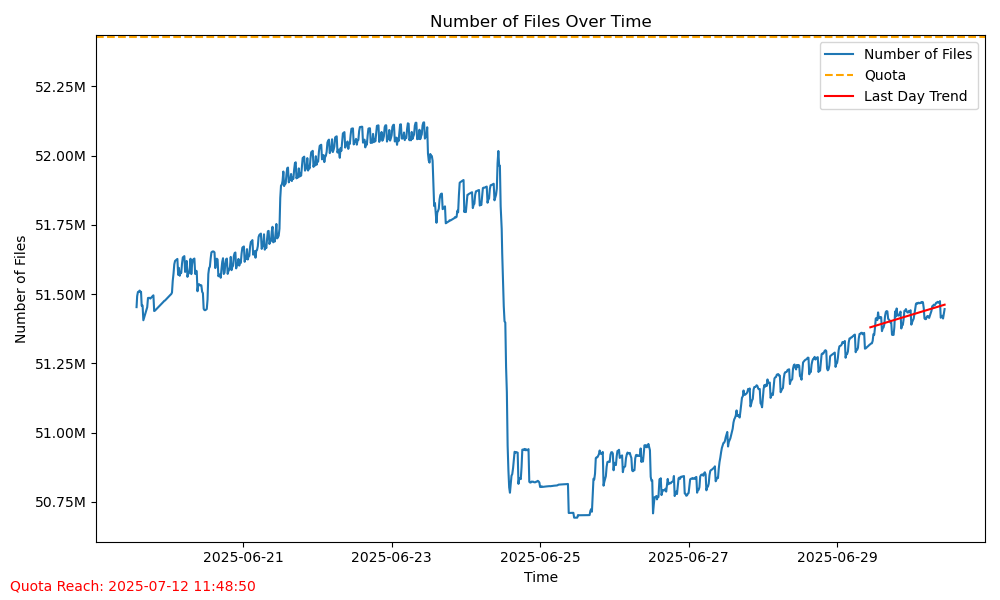 Number of Files Over Time
Number of Files
Quota
Last Day Trend
52.25M
52.00M
51.75M
51.50M
51.25M
51.00M
50.75M
Number of Files
2025-06-21
2025-06-23
2025-06-25
2025-06-27
2025-06-29
Time
Quota Reach: 2025-07-12 11:48:50